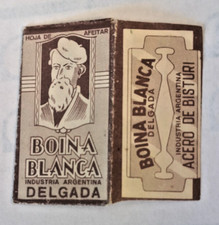 HOJA DE AFEITAR
BOINA
BLANCA
INDUSTRIA ARGENTINA
DELGADA
BOINA BLANCA
DELGADA
INDUSTRIA ARGENTINA
ACERO DE BISTURI